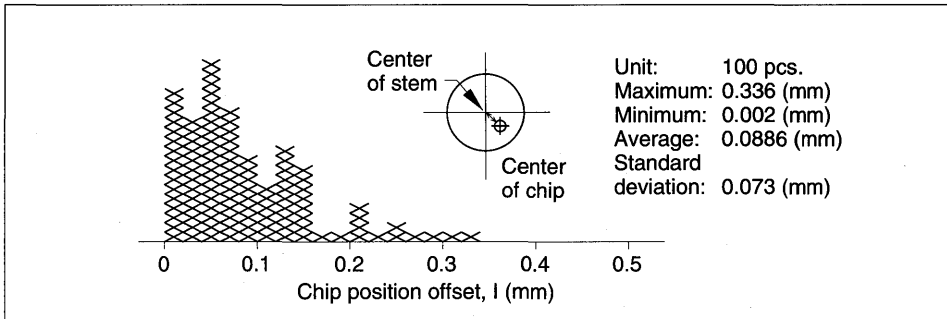 Center
of stem
Center
of chip
Unit: 100 pcs.
Maximum: 0.336 (mm)
Minimum: 0.002 (mm)
Average: 0.0886 (mm)
Standard
deviation: 0.073 (mm)
0 0.1 0.2 0.3 0.4 0.5
Chip position offset, l (mm)